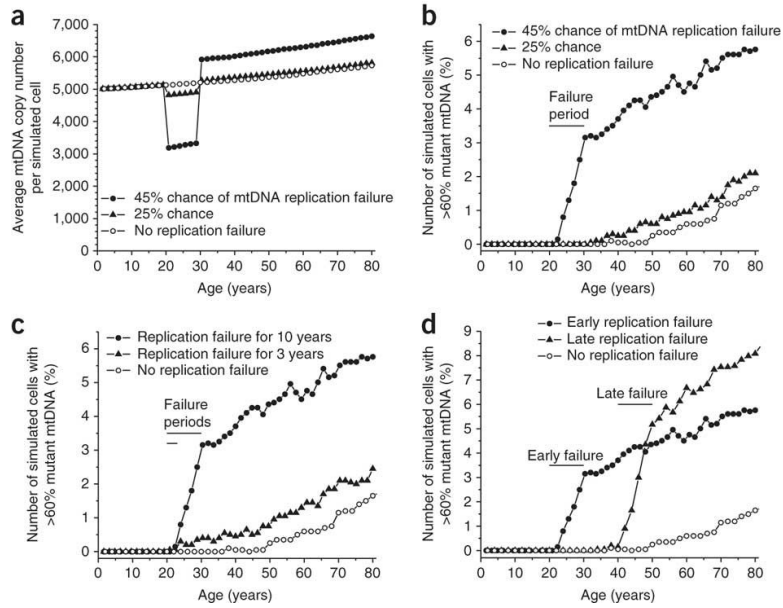 a
Average mtDNA copy number
per simulated cell
7,000
6,000
5,000
4,000
3,000
2,000
1,000
0
45% chance of mtDNA replication failure
25% chance
No replication failure
0 10 20 30 40 50 60 70 80
Age (years)
b
Number of simulated cells with
>60% mutant mtDNA (%)
6
5
4
3
2
1
0
45% chance of mtDNA replication failure
25% chance
No replication failure
Failure
period
0 10 20 30 40 50 60 70 80
Age (years)
c
Number of simulated cells with
>60% mutant mtDNA (%)
6
5
4
3
2
1
0
Replication failure for 10 years
Replication failure for 3 years
No replication failure
Failure
periods
0 10 20 30 40 50 60 70 80
Age (years)
d
Number of simulated cells with
>60% mutant mtDNA (%)
9
8
7
6
5
4
3
2
1
0
Early replication failure
Late replication failure
No replication failure
Late failure
Early failure
0 10 20 30 40 50 60 70 80
Age (years)